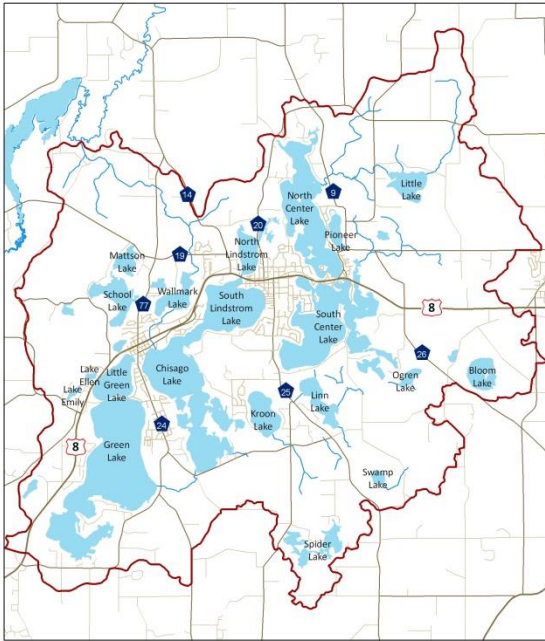 14
9
Little
Lake
North
Center
Lake
20
Pioneer
Lake
North
Lindstrom
Lake
19
Mattson
Lake
School
Lake
77
Wallmark
Lake
South
Lindstrom
Lake
South
Center
Lake
8
26
Ogren
Lake
Bloom
Lake
Lake
Ellen
Little
Green
Lake
Chisago
Lake
Lake
Emily
25
Linn
Lake
Kroon
Lake
24
8
Green
Lake
Swamp
Lake
Spider
Lake